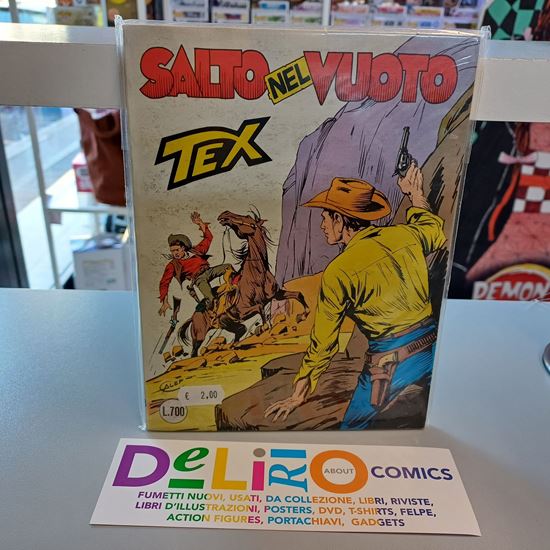 SALTO NEL VUOTO
TEX
GALEP
€ 2,00
L.700
DEMON
DeLiRiO ABOUT COMICS
FUMETTI NUOVI, USATI, DA COLLEZIONE, LIBRI, RIVISTE,
LIBRI D'ILLUSTRAZIONI, POSTERS, DVD, T-SHIRTS, FELPE,
ACTION FIGURES, PORTACHIAVI, GADGETS